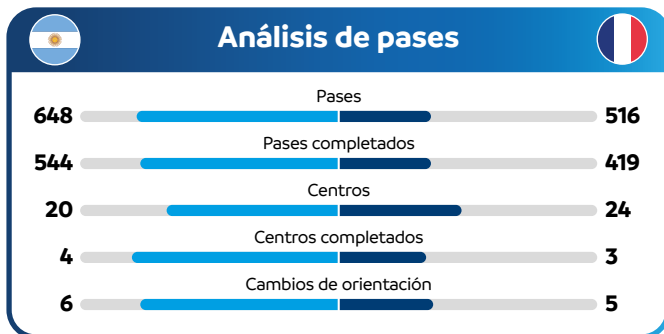 Análisis de pases
Pases
648 516
Pases completados
544 419
Centros
20 24
Centros completados
4 3
Cambios de orientación
6 5